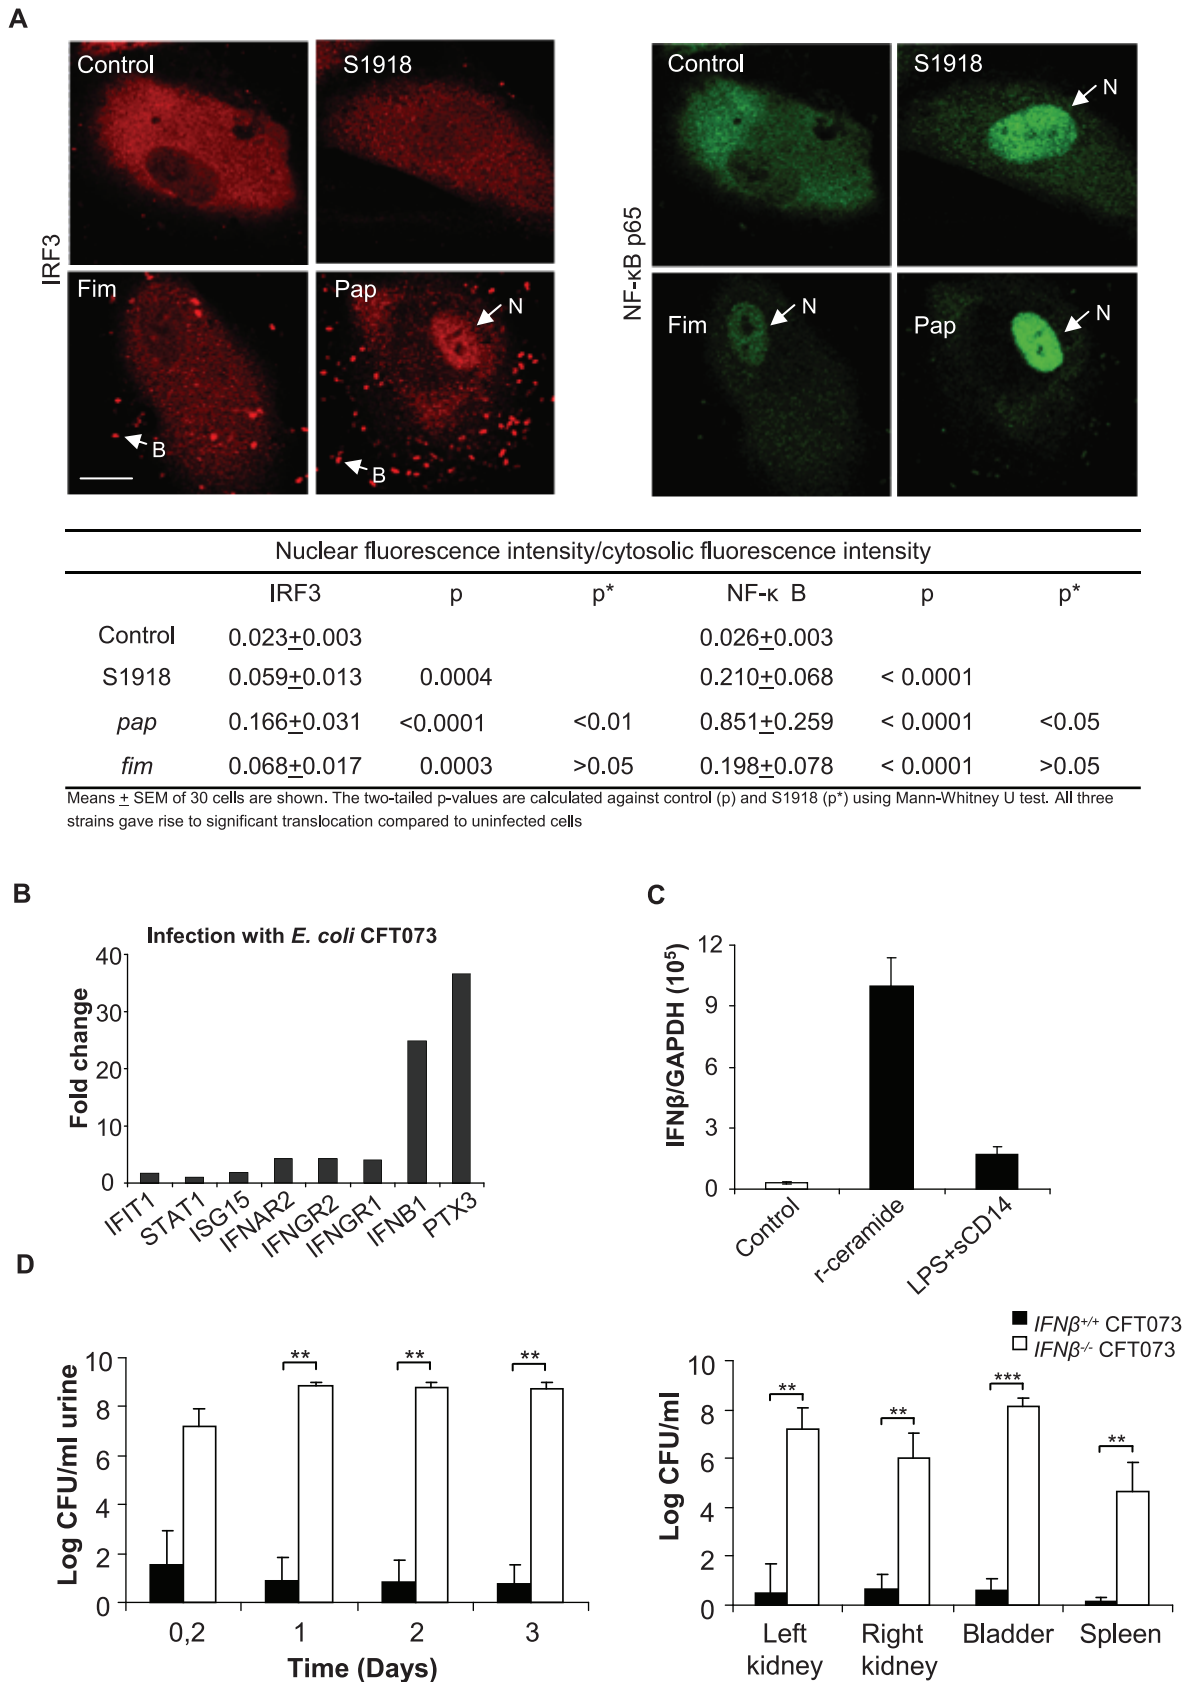 A
Control
S1918
Fim
Pap
N
B
B
IRF3
Control
S1918
N
Fim
N
Pap
N
NF-κB p65
Nuclear fluorescence intensity/cytosolic fluorescence intensity
IRF3 p p* NF-κ B p p*
Control 0.023±0.003 0.026±0.003
S1918 0.059±0.013 0.0004 0.210±0.068 < 0.0001
pap 0.166±0.031 <0.0001 <0.01 0.851±0.259 < 0.0001 <0.05
fim 0.068±0.017 0.0003 >0.05 0.198±0.078 < 0.0001 >0.05
Means ± SEM of 30 cells are shown. The two-tailed p-values are calculated against control (p) and S1918 (p*) using Mann-Whitney U test. All three
strains gave rise to significant translocation compared to uninfected cells
B
Infection with E. coli CFT073
Fold change
40
30
20
10
0
IFIT1
STAT1
ISG15
IFNAR2
IFNGR2
IFNGR1
IFNB1
PTX3
C
IFNβ/GAPDH (10⁵)
12
9
6
3
0
Control
r-ceramide
LPS+sCD14
D
Log CFU/ml urine
10
8
6
4
2
0
** ** **
0,2 1 2 3
Time (Days)
IFNβ+/+ CFT073
IFNβ-/- CFT073
Log CFU/ml
10
8
6
4
2
0
** ** *** **
Left kidney
Right kidney
Bladder
Spleen